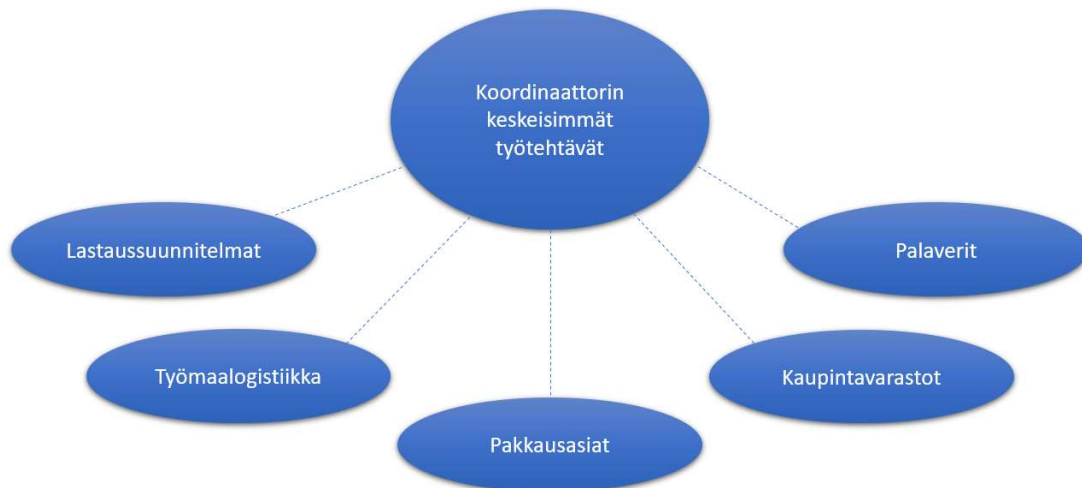 Koordinaattorin
keskeisimmät
työtehtävät
Lastaussuunnitelmat
Palaverit
Työmaalogistiikka
Kaupintavarastot
Pakkausasiat